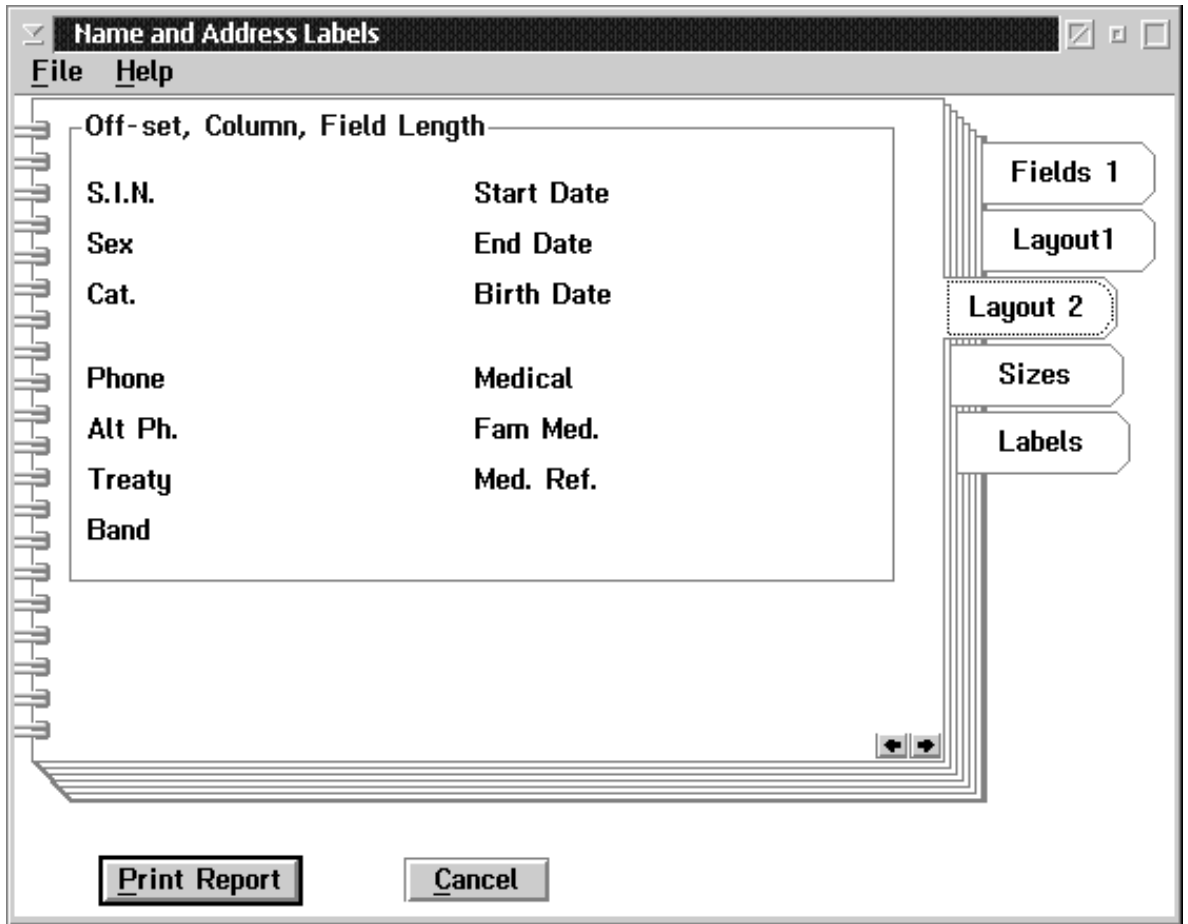 Name and Address Labels
File Help
Off-set, Column, Field Length
S.I.N. Start Date
Sex End Date
Cat. Birth Date
Phone Medical
Alt Ph. Fam Med.
Treaty Med. Ref.
Band
Fields 1
Layout1
Layout 2
Sizes
Labels
Print Report Cancel